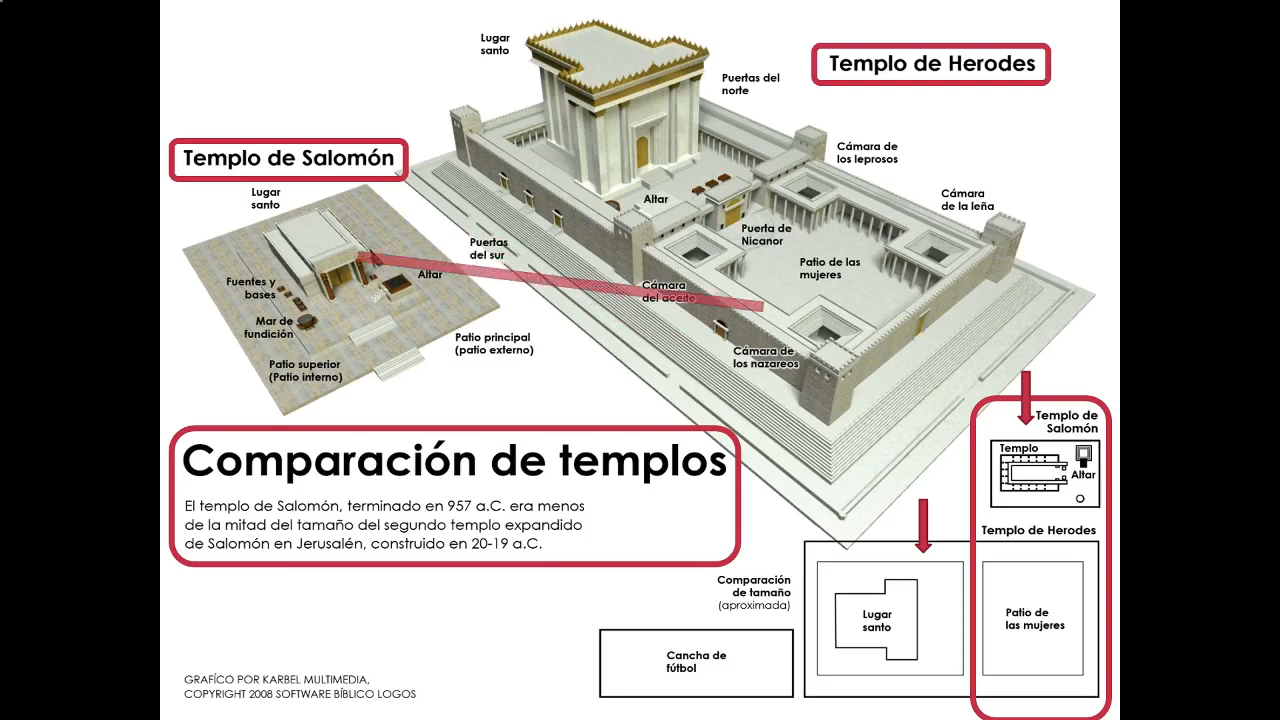 Lugar
santo
Templo de Herodes
Puertas del
norte
Templo de Salomón
Cámara de
los leprosos
Lugar
santo
Cámara
de la leña
Altar
Puerta de
Nicanor
Puertas
del sur
Patio de las
mujeres
Altar
Fuentes y
bases
Cámara
del aceite
Mar de
fundición
Patio principal
(patio externo)
Cámara de
los nazareos
Patio superior
(Patio interno)
Comparación de templos
El templo de Salomón, terminado en 957 a.C. era menos
de la mitad del tamaño del segundo templo expandido
de Salomón en Jerusalén, construido en 20-19 a.C.
Templo de
Salomón
Templo
Altar
Templo de Herodes
Comparación
de tamaño
(aproximada)
Lugar
santo
Patio de
las mujeres
Cancha de
fútbol
GRAFÍCO POR KARBEL MULTIMEDIA,
COPYRIGHT 2008 SOFTWARE BÍBLICO LOGOS